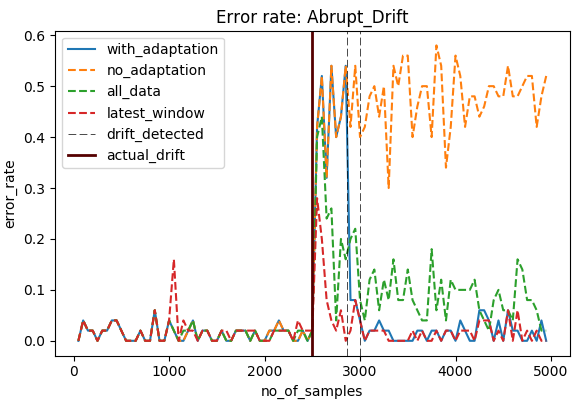 Error rate: Abrupt_Drift
error_rate
0.6
0.5
0.4
0.3
0.2
0.1
0.0
with_adaptation
no_adaptation
all_data
latest_window
drift_detected
actual_drift
0
1000
2000
3000
4000
5000
no_of_samples